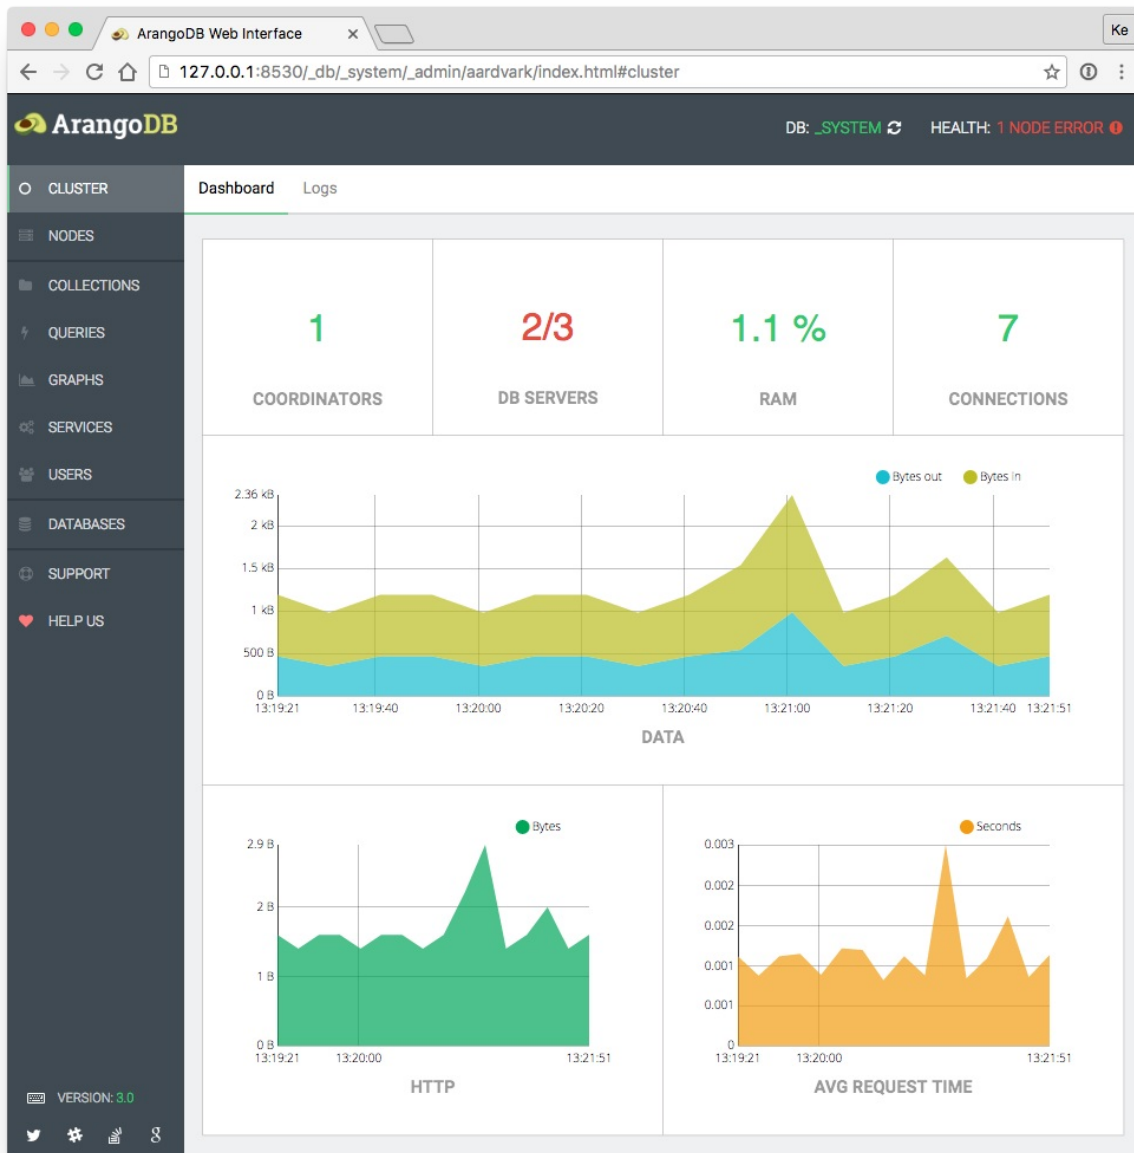 ArangoDB Web Interface
Ke
127.0.0.1:8530/_db/_system/_admin/aardvark/index.html#cluster
ArangoDB
DB: _SYSTEM
HEALTH: 1 NODE ERROR
CLUSTER
NODES
COLLECTIONS
QUERIES
GRAPHS
SERVICES
USERS
DATABASES
SUPPORT
HELP US
VERSION: 3.0
Dashboard
Logs
1
COORDINATORS
2/3
DB SERVERS
1.1 %
RAM
7
CONNECTIONS
Bytes out
Bytes in
2.36 kB
2 kB
1.5 kB
1 kB
500 B
0 B
13:19:21 13:19:40 13:20:00 13:20:20 13:20:40 13:21:00 13:21:20 13:21:40 13:21:51
DATA
Bytes
2.9 B
2 B
1 B
0 B
13:19:21 13:20:00 13:21:51
HTTP
Seconds
0.003
0.002
0.002
0.001
0.001
0
13:19:21 13:20:00 13:21:51
AVG REQUEST TIME